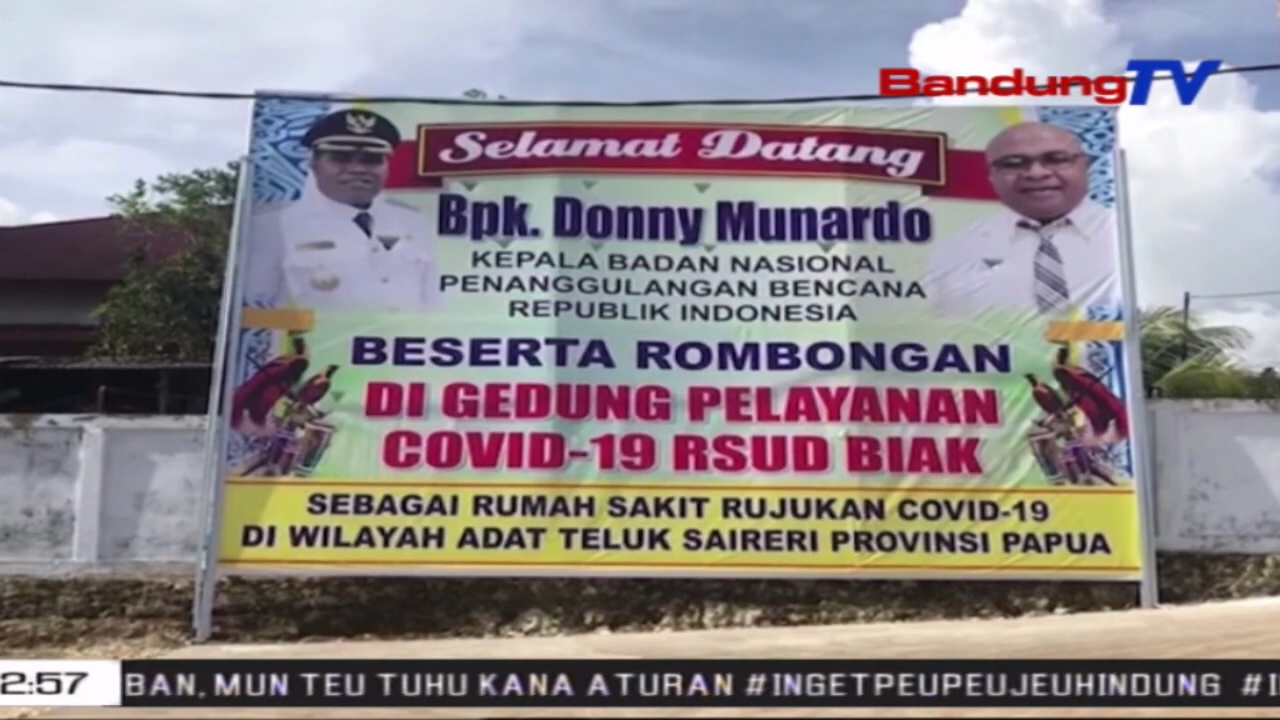 BandungTV
Selamat Datang
Bpk. Donny Munardo
KEPALA BADAN NASIONAL
PENANGGULANGAN BENCANA
REPUBLIK INDONESIA
BESERTA ROMBONGAN
DI GEDUNG PELAYANAN
COVID-19 RSUD BIAK
SEBAGAI RUMAH SAKIT RUJUKAN COVID-19
DI WILAYAH ADAT TELUK SAIRERI PROVINSI PAPUA
2:57 BAN, MUN TEU TUHU KANA ATURAN #INGETPEUPEUJEUHINDUNG #I